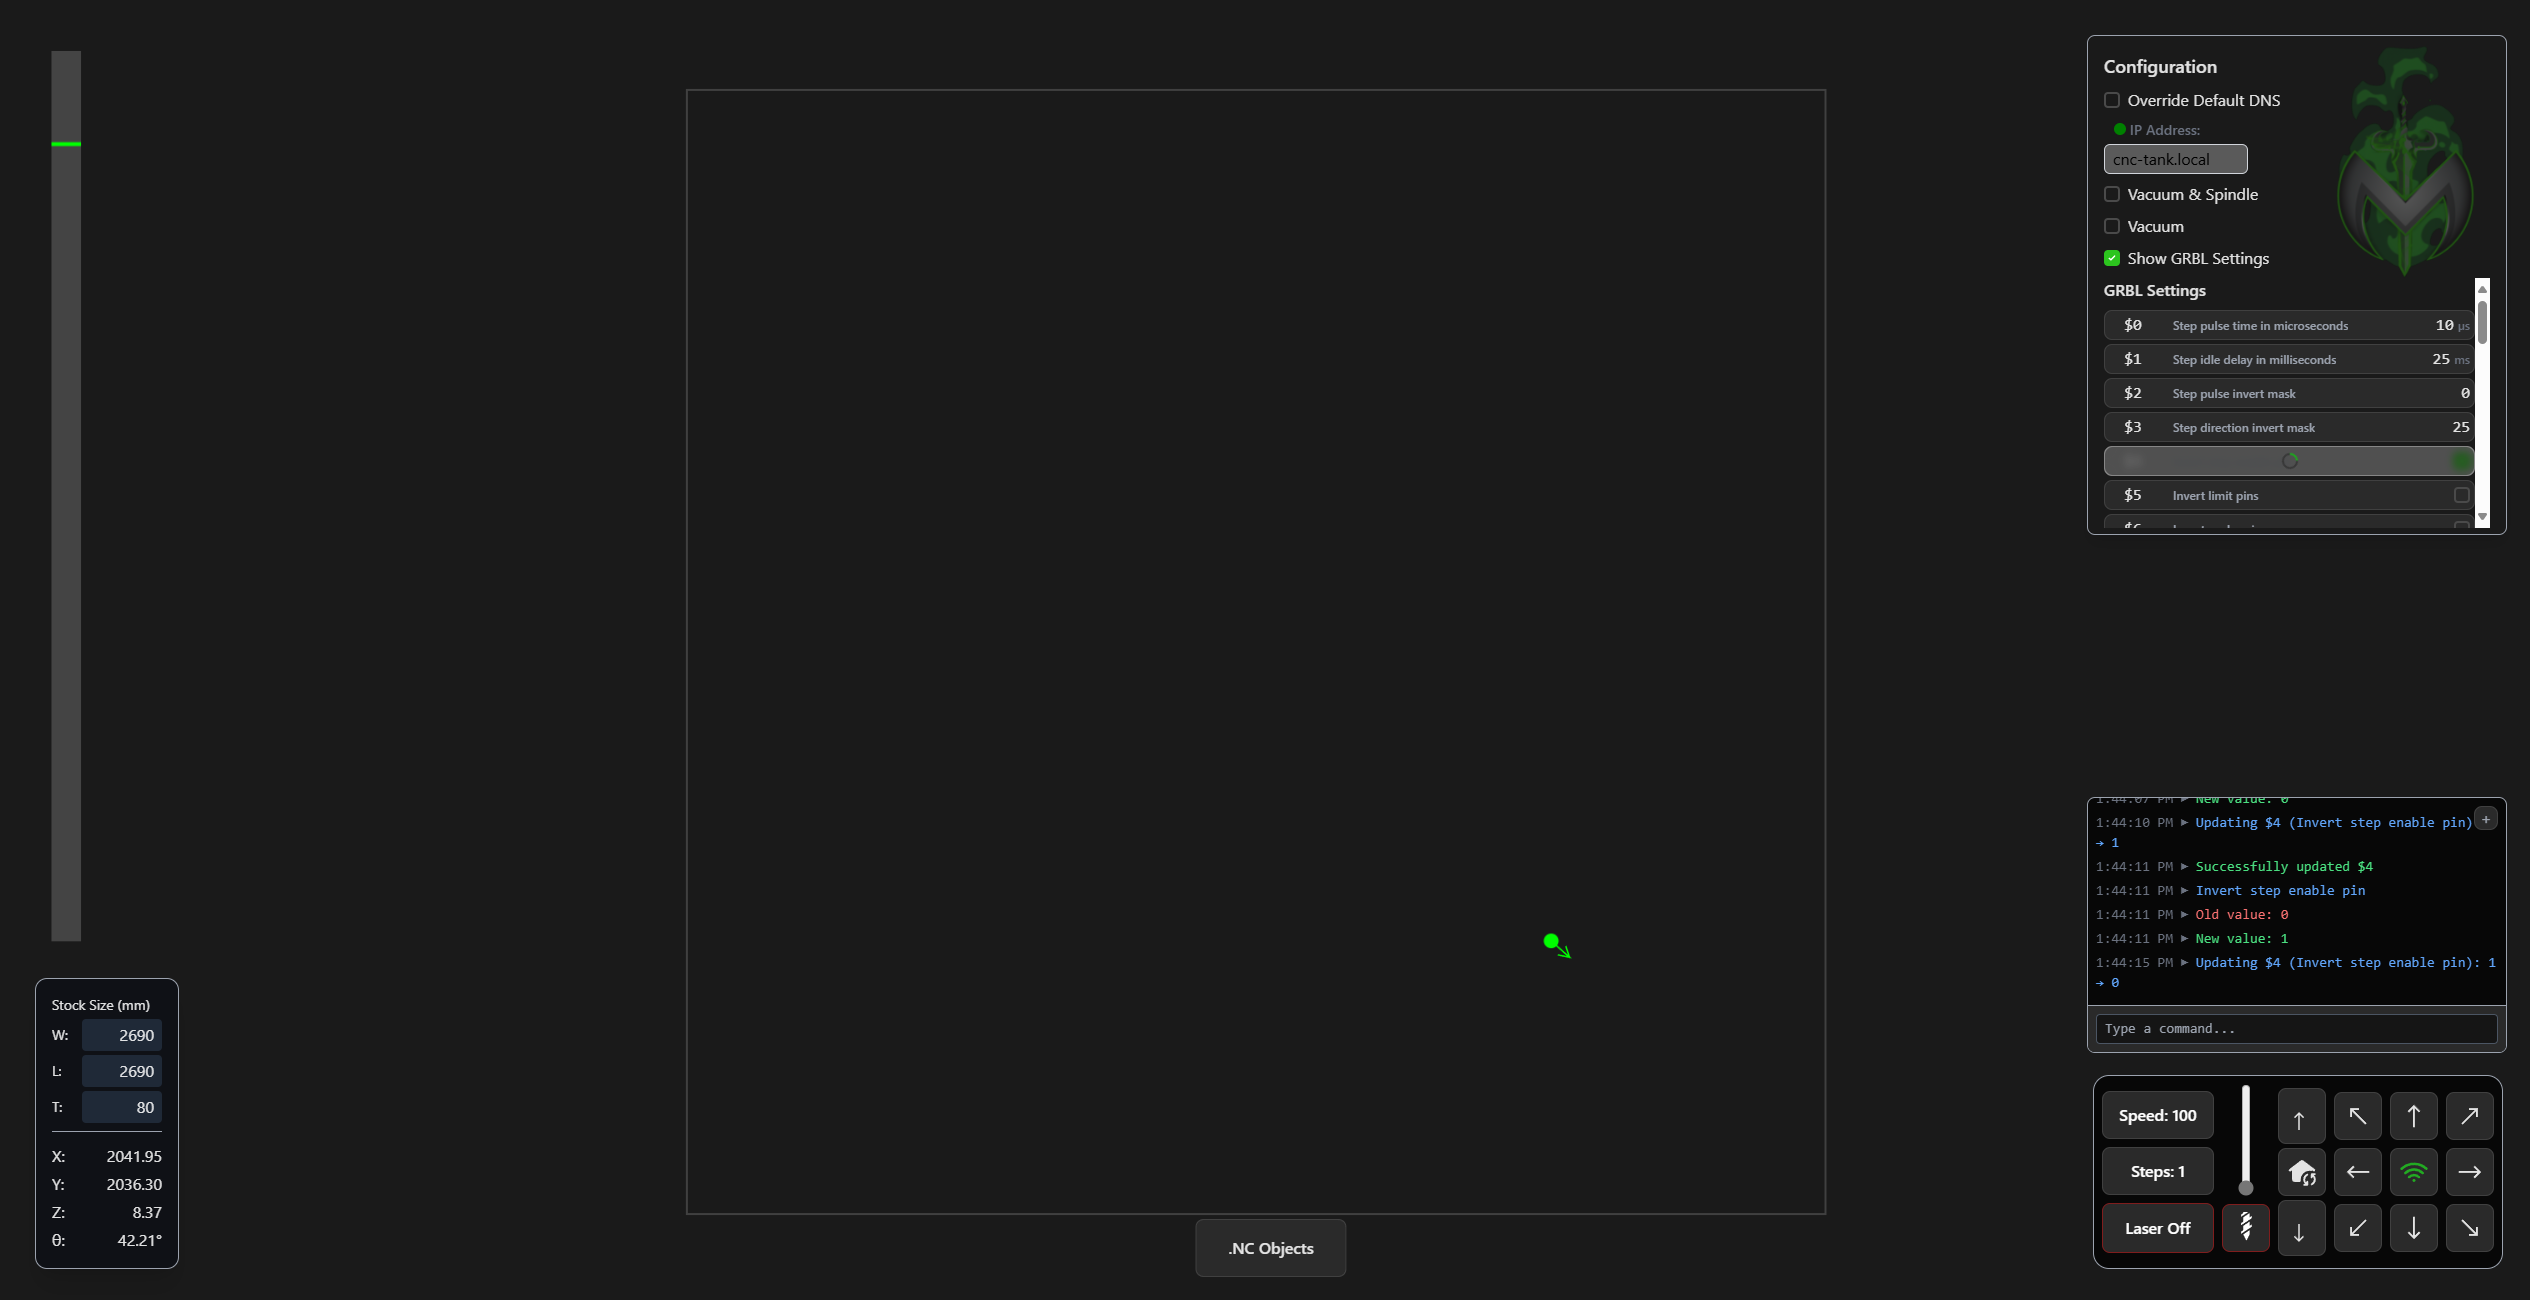 Configuration
Override Default DNS
IP Address:
cnc-tank.local
Vacuum & Spindle
Vacuum
Show GRBL Settings
GRBL Settings
$0 Step pulse time in microseconds 10 µs
$1 Step idle delay in milliseconds 25 ms
$2 Step pulse invert mask 0
$3 Step direction invert mask 25
$5 Invert limit pins
$6
1:44:07 PM ► New value: 0
1:44:10 PM ► Updating $4 (Invert step enable pin)
→ 1
+
1:44:11 PM ► Successfully updated $4
1:44:11 PM ► Invert step enable pin
1:44:11 PM ► Old value: 0
1:44:11 PM ► New value: 1
1:44:15 PM ► Updating $4 (Invert step enable pin): 1
→ 0
Type a command...
Stock Size (mm)
W: 2690
L: 2690
T: 80
X: 2041.95
Y: 2036.30
Z: 8.37
θ: 42.21°
.NC Objects
Speed: 100
Steps: 1
Laser Off